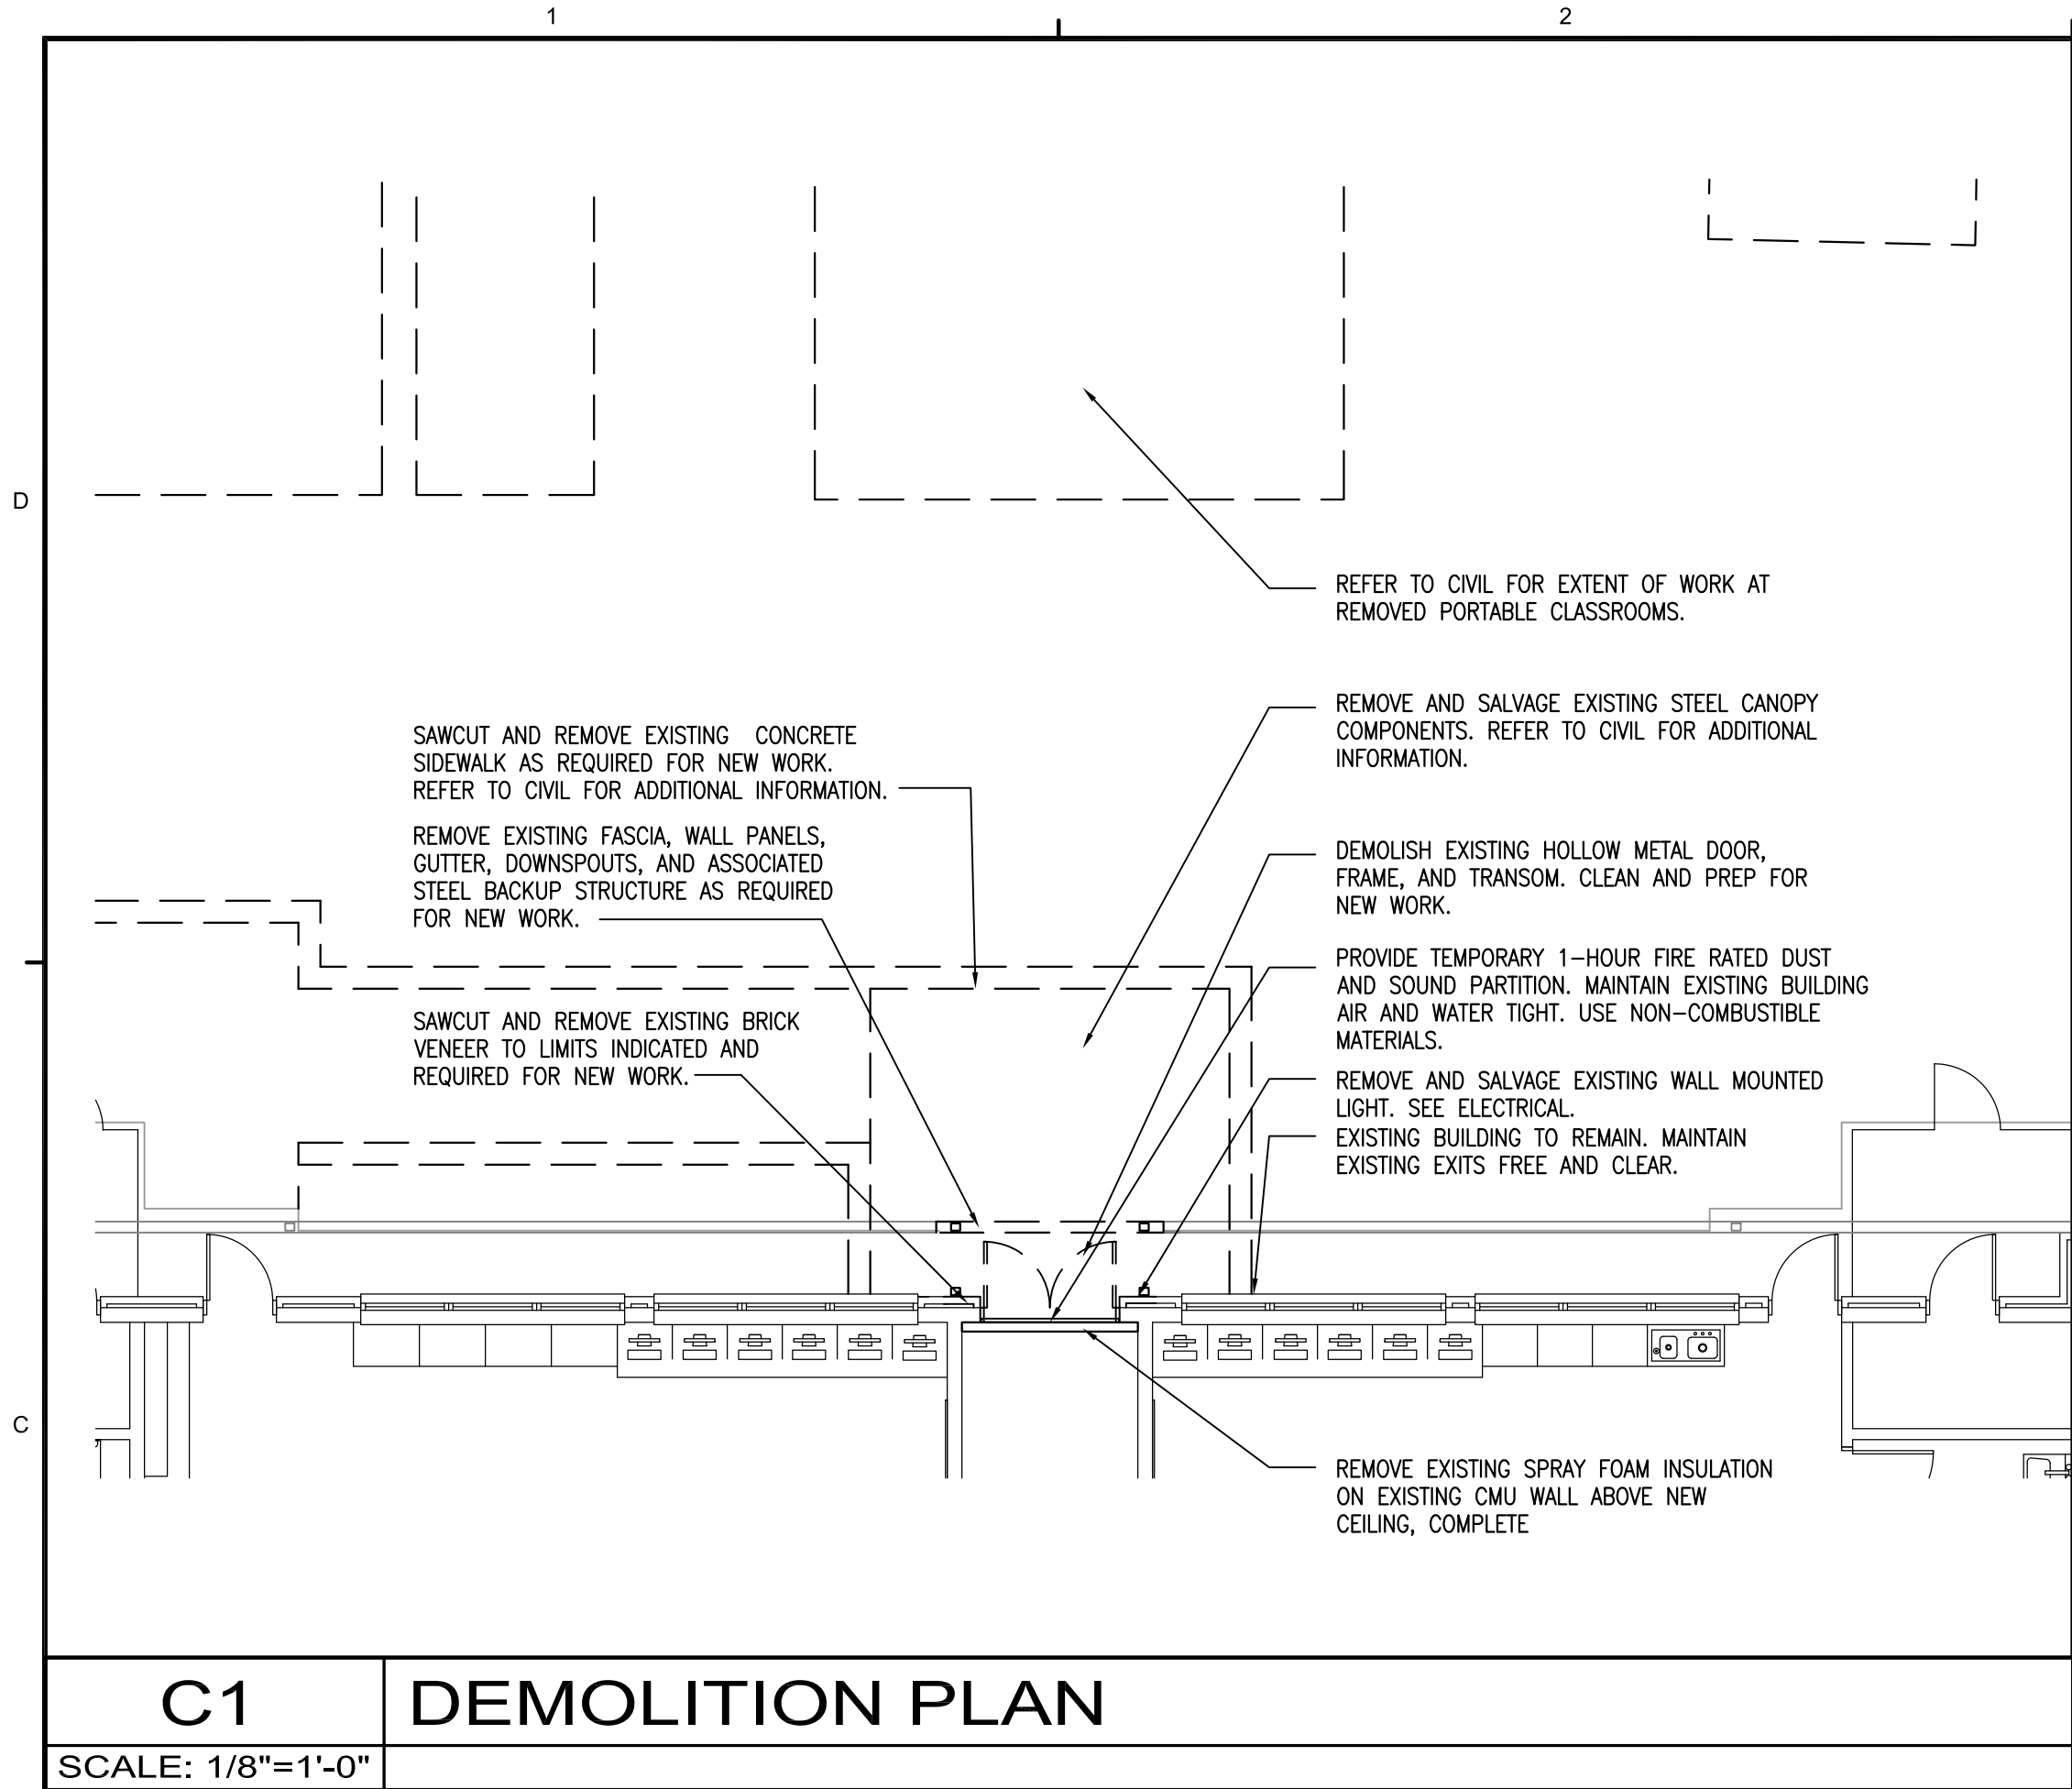 1
2
D
REFER TO CIVIL FOR EXTENT OF WORK AT
REMOVED PORTABLE CLASSROOMS.
REMOVE AND SALVAGE EXISTING STEEL CANOPY
COMPONENTS. REFER TO CIVIL FOR ADDITIONAL
INFORMATION.
SAWCUT AND REMOVE EXISTING CONCRETE
SIDEWALK AS REQUIRED FOR NEW WORK.
REFER TO CIVIL FOR ADDITIONAL INFORMATION.
REMOVE EXISTING FASCIA, WALL PANELS,
GUTTER, DOWNSPOUTS, AND ASSOCIATED
STEEL BACKUP STRUCTURE AS REQUIRED
FOR NEW WORK.
DEMOLISH EXISTING HOLLOW METAL DOOR,
FRAME, AND TRANSOM. CLEAN AND PREP FOR
NEW WORK.
PROVIDE TEMPORARY 1-HOUR FIRE RATED DUST
AND SOUND PARTITION. MAINTAIN EXISTING BUILDING
AIR AND WATER TIGHT. USE NON-COMBUSTIBLE
MATERIALS.
SAWCUT AND REMOVE EXISTING BRICK
VENEER TO LIMITS INDICATED AND
REQUIRED FOR NEW WORK.
REMOVE AND SALVAGE EXISTING WALL MOUNTED
LIGHT. SEE ELECTRICAL.
EXISTING BUILDING TO REMAIN. MAINTAIN
EXISTING EXITS FREE AND CLEAR.
C
REMOVE EXISTING SPRAY FOAM INSULATION
ON EXISTING CMU WALL ABOVE NEW
CEILING, COMPLETE
C1
DEMOLITION PLAN
SCALE: 1/8"=1'-0"